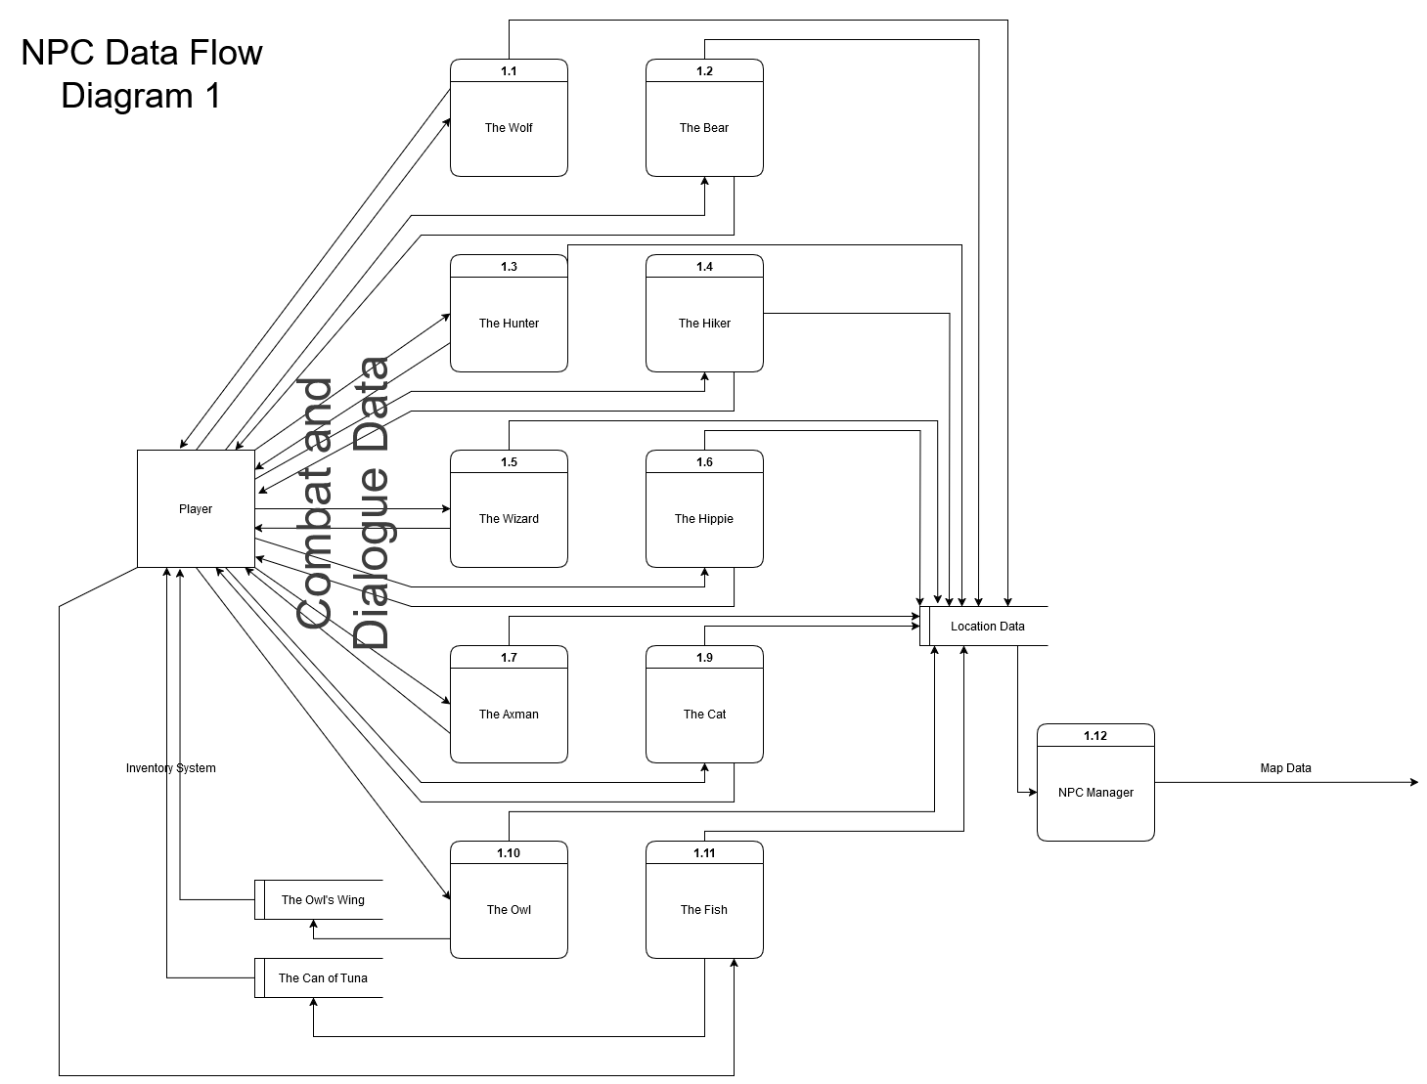 NPC Data Flow
Diagram 1
1.1
The Wolf
1.2
The Bear
1.3
The Hunter
1.4
The Hiker
Combat and
Dialogue Data
Player
1.5
The Wizard
1.6
The Hippie
Location Data
1.7
The Axman
1.9
The Cat
1.12
NPC Manager
Map Data
Inventory System
1.10
The Owl
1.11
The Fish
The Owl's Wing
The Can of Tuna